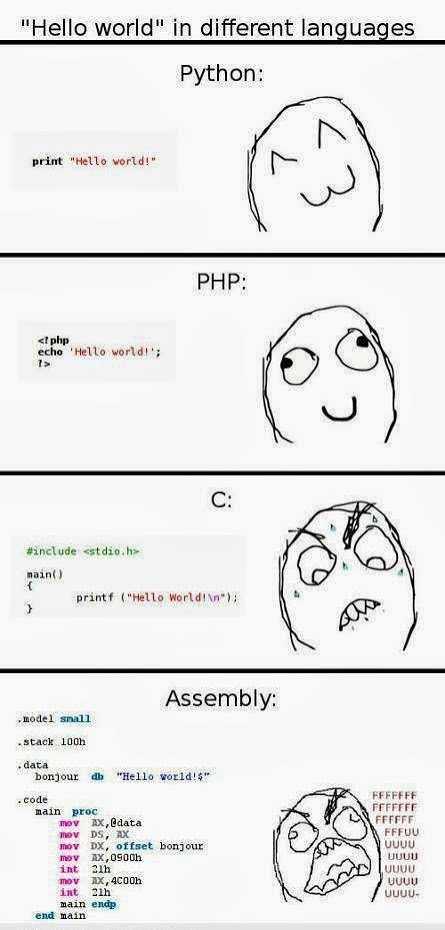 "Hello world" in different languages
Python:
print "Hello world!"
PHP:
<?php
echo 'Hello world!';
?>
C:
#include <stdio.h>
main()
{
printf ("Hello World!\n");
}
Assembly:
.model small
.stack 100h
.data
bonjour db "Hello world!$"
.code
main proc
mov AX,@data
mov DS, AX
mov DX, offset bonjour
mov AX,0900h
int 21h
mov AX,4C00h
int 21h
main endp
end main
FFFFFFF
FFFFFFF
FFFFFF
FFFUU
UUUU
UUUU
UUUU
UUUU
UUUU-